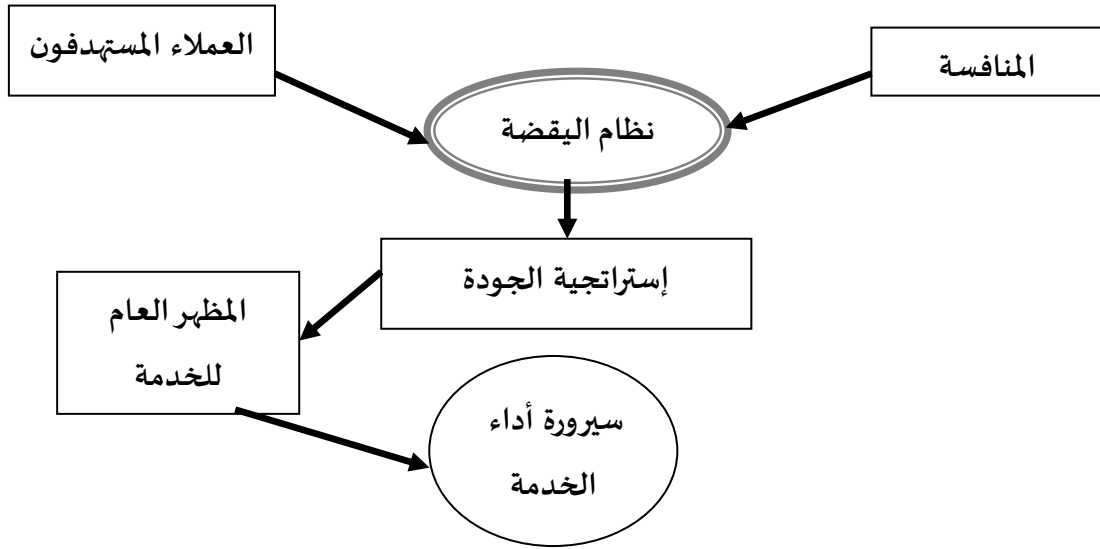 العملاء المستهدفون
المنافسة
نظام اليقضة
إستراتجية الجودة
المظهر العام
للخدمة
سيرورة أداء
الخدمة